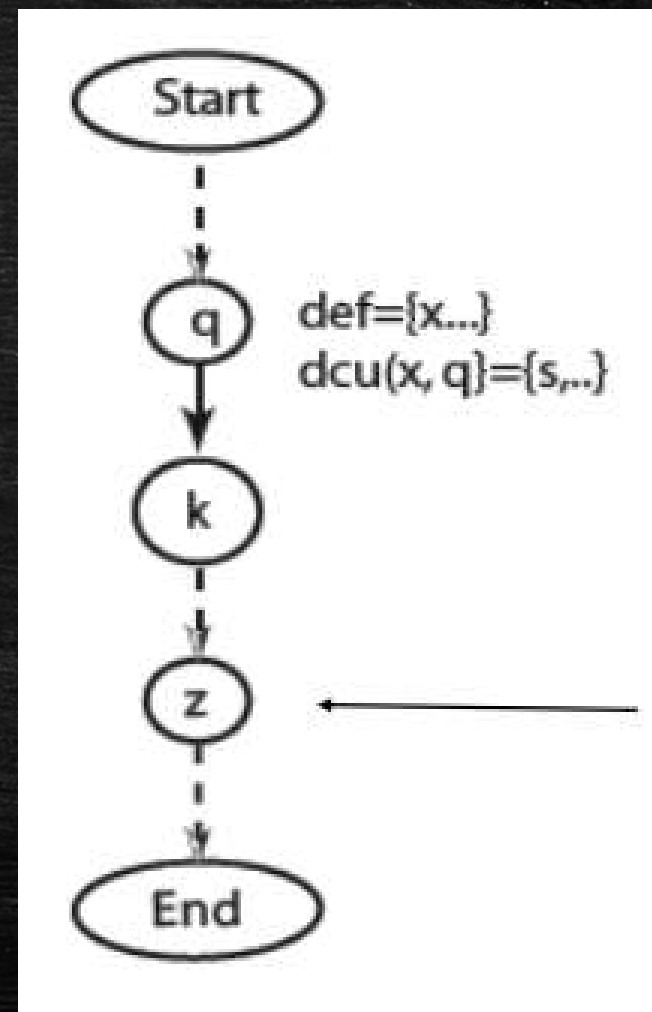 Start
q
def={x...}
dcu(x, q}={s,..}
k
z
End